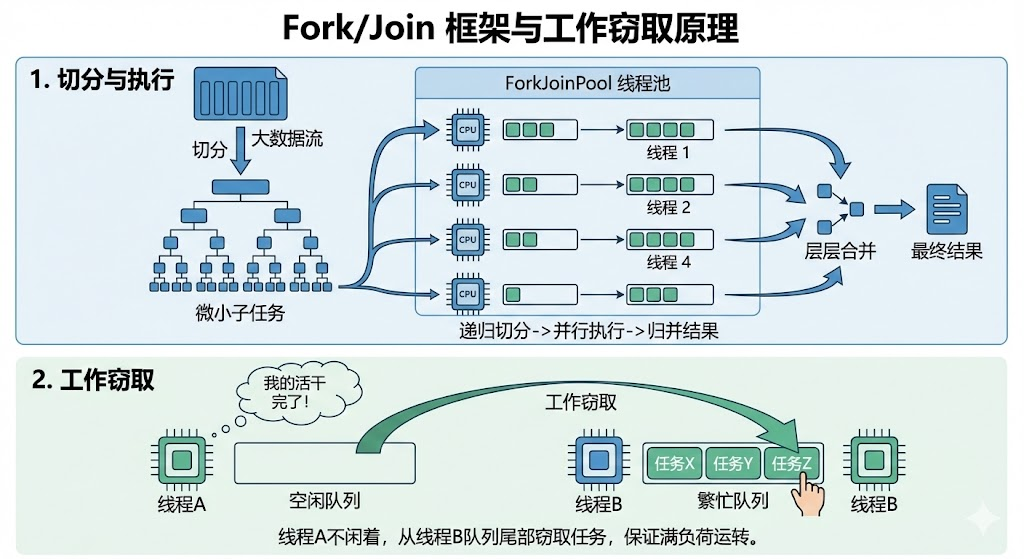 Fork/Join 框架与工作窃取原理
1. 切分与执行
切分
大数据流
微小子任务
ForkJoinPool 线程池
CPU
线程 1
CPU
线程 2
CPU
线程 4
CPU
层层合并
最终结果
递归切分->并行执行->归并结果
2. 工作窃取
我的活干
完了!
工作窃取
任务X
任务Y
任务Z
线程A
空闲队列
线程B
繁忙队列
线程B
线程A不闲着，从线程B队列尾部窃取任务，保证满负荷运转。